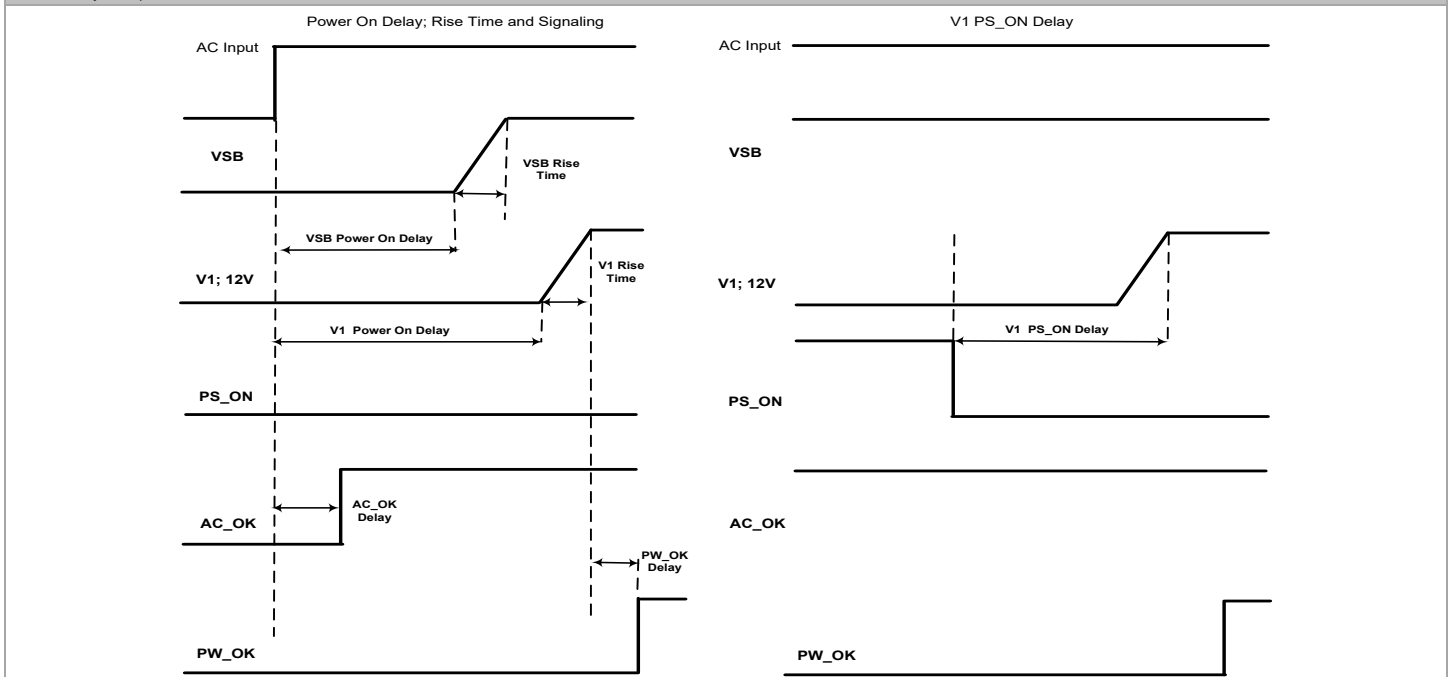 Power On Delay; Rise Time and Signaling
AC Input
VSB
VSB Rise
Time
VSB Power On Delay
V1; 12V
V1 Rise
Time
V1 Power On Delay
PS_ON
AC_OK
AC_OK
Delay
PW_OK
Delay
PW_OK
V1 PS_ON Delay
AC Input
VSB
V1; 12V
V1 PS_ON Delay
PS_ON
AC_OK
PW_OK